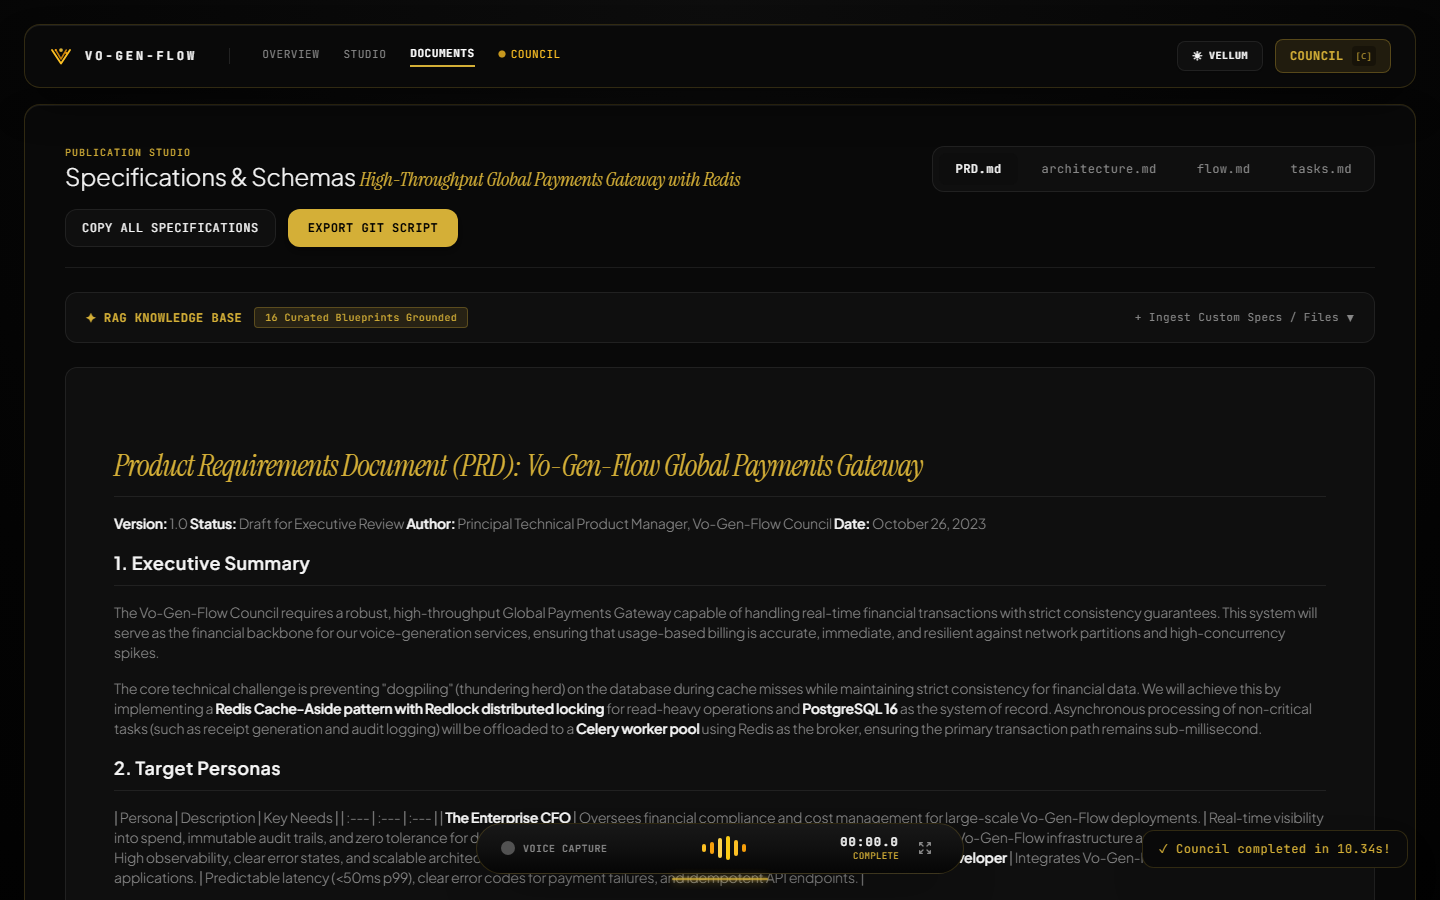 VO-GEN-FLOW
OVERVIEW
STUDIO
DOCUMENTS
COUNCIL
VELLUM
COUNCIL [C]
PUBLICATION STUDIO
Specifications & Schemas High-Throughput Global Payments Gateway with Redis
PRD.md
architecture.md
flow.md
tasks.md
COPY ALL SPECIFICATIONS
EXPORT GIT SCRIPT
✦ RAG KNOWLEDGE BASE
16 Curated Blueprints Grounded
+ Ingest Custom Specs / Files ▼
Product Requirements Document (PRD): Vo-Gen-Flow Global Payments Gateway
Version: 1.0 Status: Draft for Executive Review Author: Principal Technical Product Manager, Vo-Gen-Flow Council Date: October 26, 2023
1. Executive Summary
The Vo-Gen-Flow Council requires a robust, high-throughput Global Payments Gateway capable of handling real-time financial transactions with strict consistency guarantees. This system will
serve as the financial backbone for our voice-generation services, ensuring that usage-based billing is accurate, immediate, and resilient against network partitions and high-concurrency
spikes.
The core technical challenge is preventing "dogpiling" (thundering herd) on the database during cache misses while maintaining strict consistency for financial data. We will achieve this by
implementing a Redis Cache-Aside pattern with Redlock distributed locking for read-heavy operations and PostgreSQL 16 as the system of record. Asynchronous processing of non-critical
tasks (such as receipt generation and audit logging) will be offloaded to a Celery worker pool using Redis as the broker, ensuring the primary transaction path remains sub-millisecond.
2. Target Personas
| Persona | Description | Key Needs | | :--- | :--- | :--- | | The Enterprise CFO | Oversees financial compliance and cost management for large-scale Vo-Gen-Flow deployments. | Real-time visibility
into spend, immutable audit trails, and zero tolerance for
Vo-Gen-Flow infrastructure
High observability, clear error states, and scalable
| Integrates
applications. | Predictable latency (<50ms p99), clear error codes for payment failures, and idempotent API endpoints. |
VOICE CAPTURE
00:00.0
COMPLETE
✓ Council completed in 10.34s!